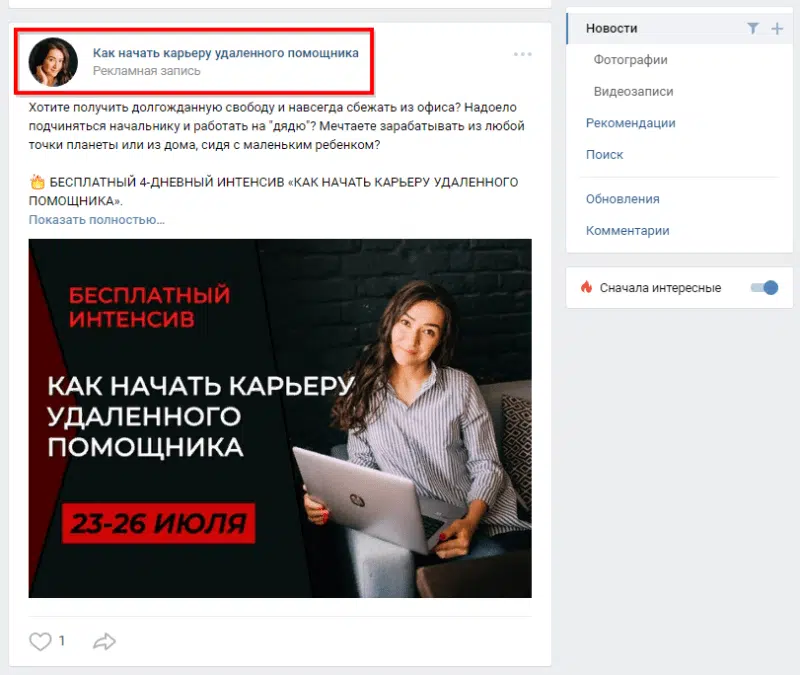 Как начать карьеру удаленного помощника
Рекламная запись
Хотите получить долгожданную свободу и навсегда сбежать из офиса? Надоело
подчиняться начальнику и работать на "дядю"? Мечтаете зарабатывать из любой
точки планеты или из дома, сидя с маленьким ребенком?
БЕСПЛАТНЫЙ 4-ДНЕВНЫЙ ИНТЕНСИВ «КАК НАЧАТЬ КАРЬЕРУ УДАЛЕННОГО
ПОМОЩНИКА».
Показать полностью…
БЕСПЛАТНЫЙ
ИНТЕНСИВ
КАК НАЧАТЬ КАРЬЕРУ
УДАЛЕННОГО
ПОМОЩНИКА
23-26 ИЮЛЯ
hp
1
Новости
Фотографии
Видеозаписи
Рекомендации
Поиск
Обновления
Комментарии
Сначала интересные